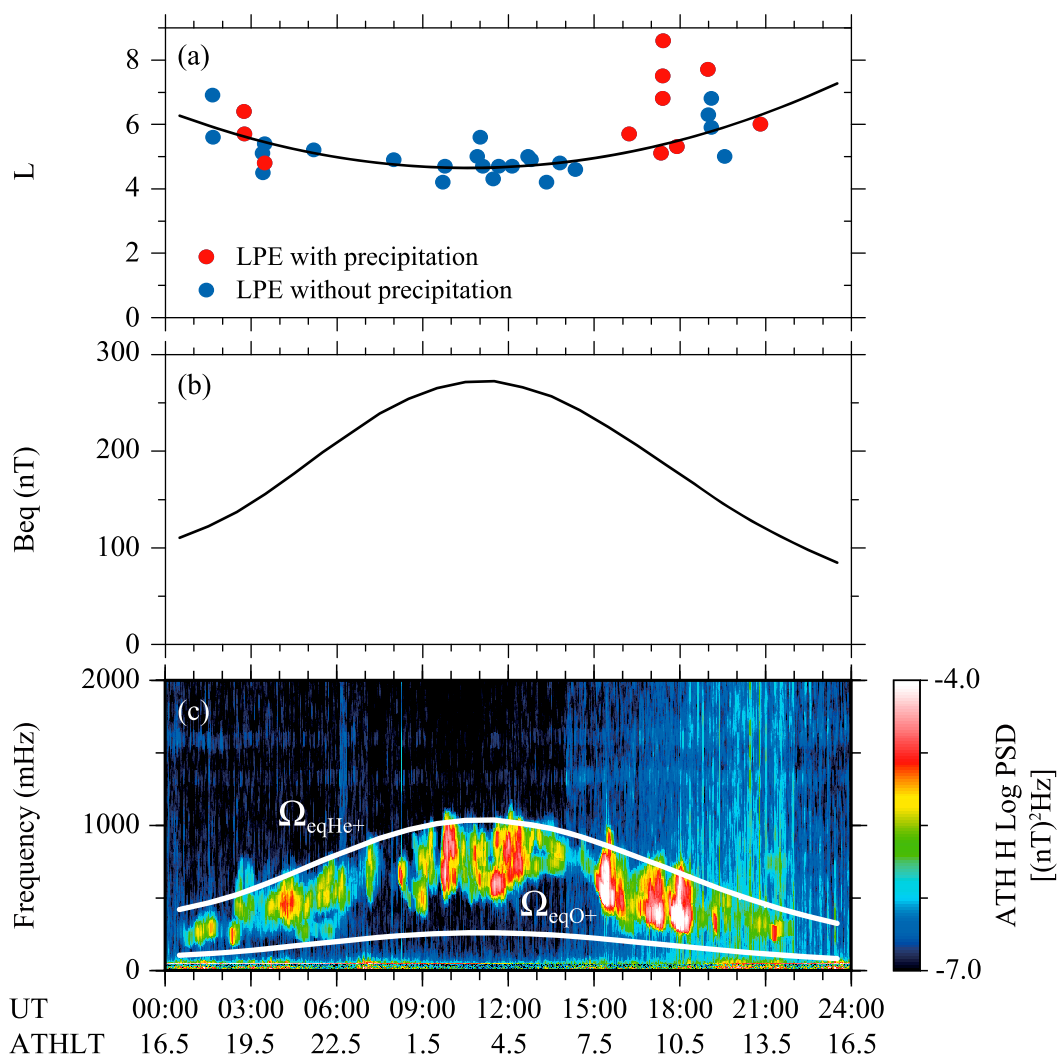 (a)
8
6
4
2
0
L
LPE with precipitation
LPE without precipitation
(b)
300
200
100
0
Beq (nT)
(c)
2000
1000
0
Frequency (mHz)
ΩeqHe+
ΩeqO+
-4.0
-7.0
ATH H Log PSD
[(nT)²Hz]
UT 00:00 03:00 06:00 09:00 12:00 15:00 18:00 21:00 24:00
ATHLT 16.5 19.5 22.5 1.5 4.5 7.5 10.5 13.5 16.5